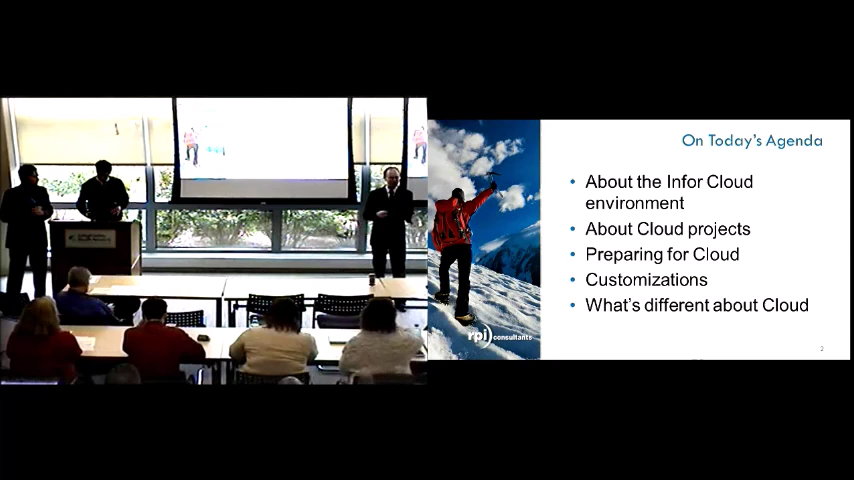 On Today's Agenda
• About the Infor Cloud
environment
• About Cloud projects
• Preparing for Cloud
• Customizations
• What's different about Cloud
rpi consultants